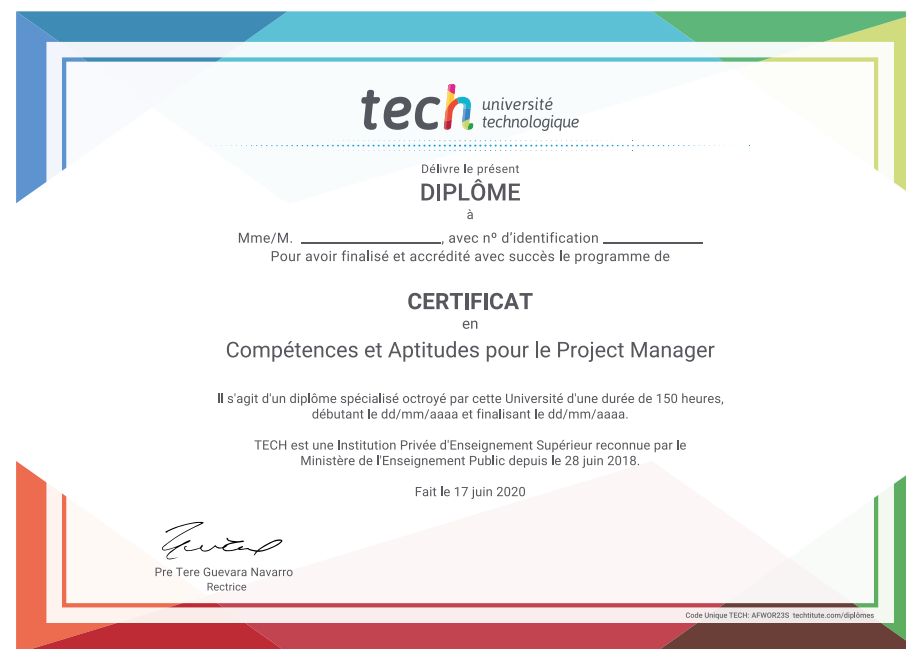 tech université
technologique
Délivre le présent
DIPLÔME
à
Mme/M. ____________________, avec nº d'identification ______________
Pour avoir finalisé et accrédité avec succès le programme de
CERTIFICAT
en
Compétences et Aptitudes pour le Project Manager
Il s'agit d'un diplôme spécialisé octroyé par cette Université d'une durée de 150 heures,
débutant le dd/mm/aaaa et finalisant le dd/mm/aaaa.
TECH est une Institution Privée d'Enseignement Supérieur reconnue par le
Ministère de l'Enseignement Public depuis le 28 juin 2018.
Fait le 17 juin 2020
Pre Tere Guevara Navarro
Rectrice
Code Unique TECH: AFWOR23S techtitute.com/diplômes